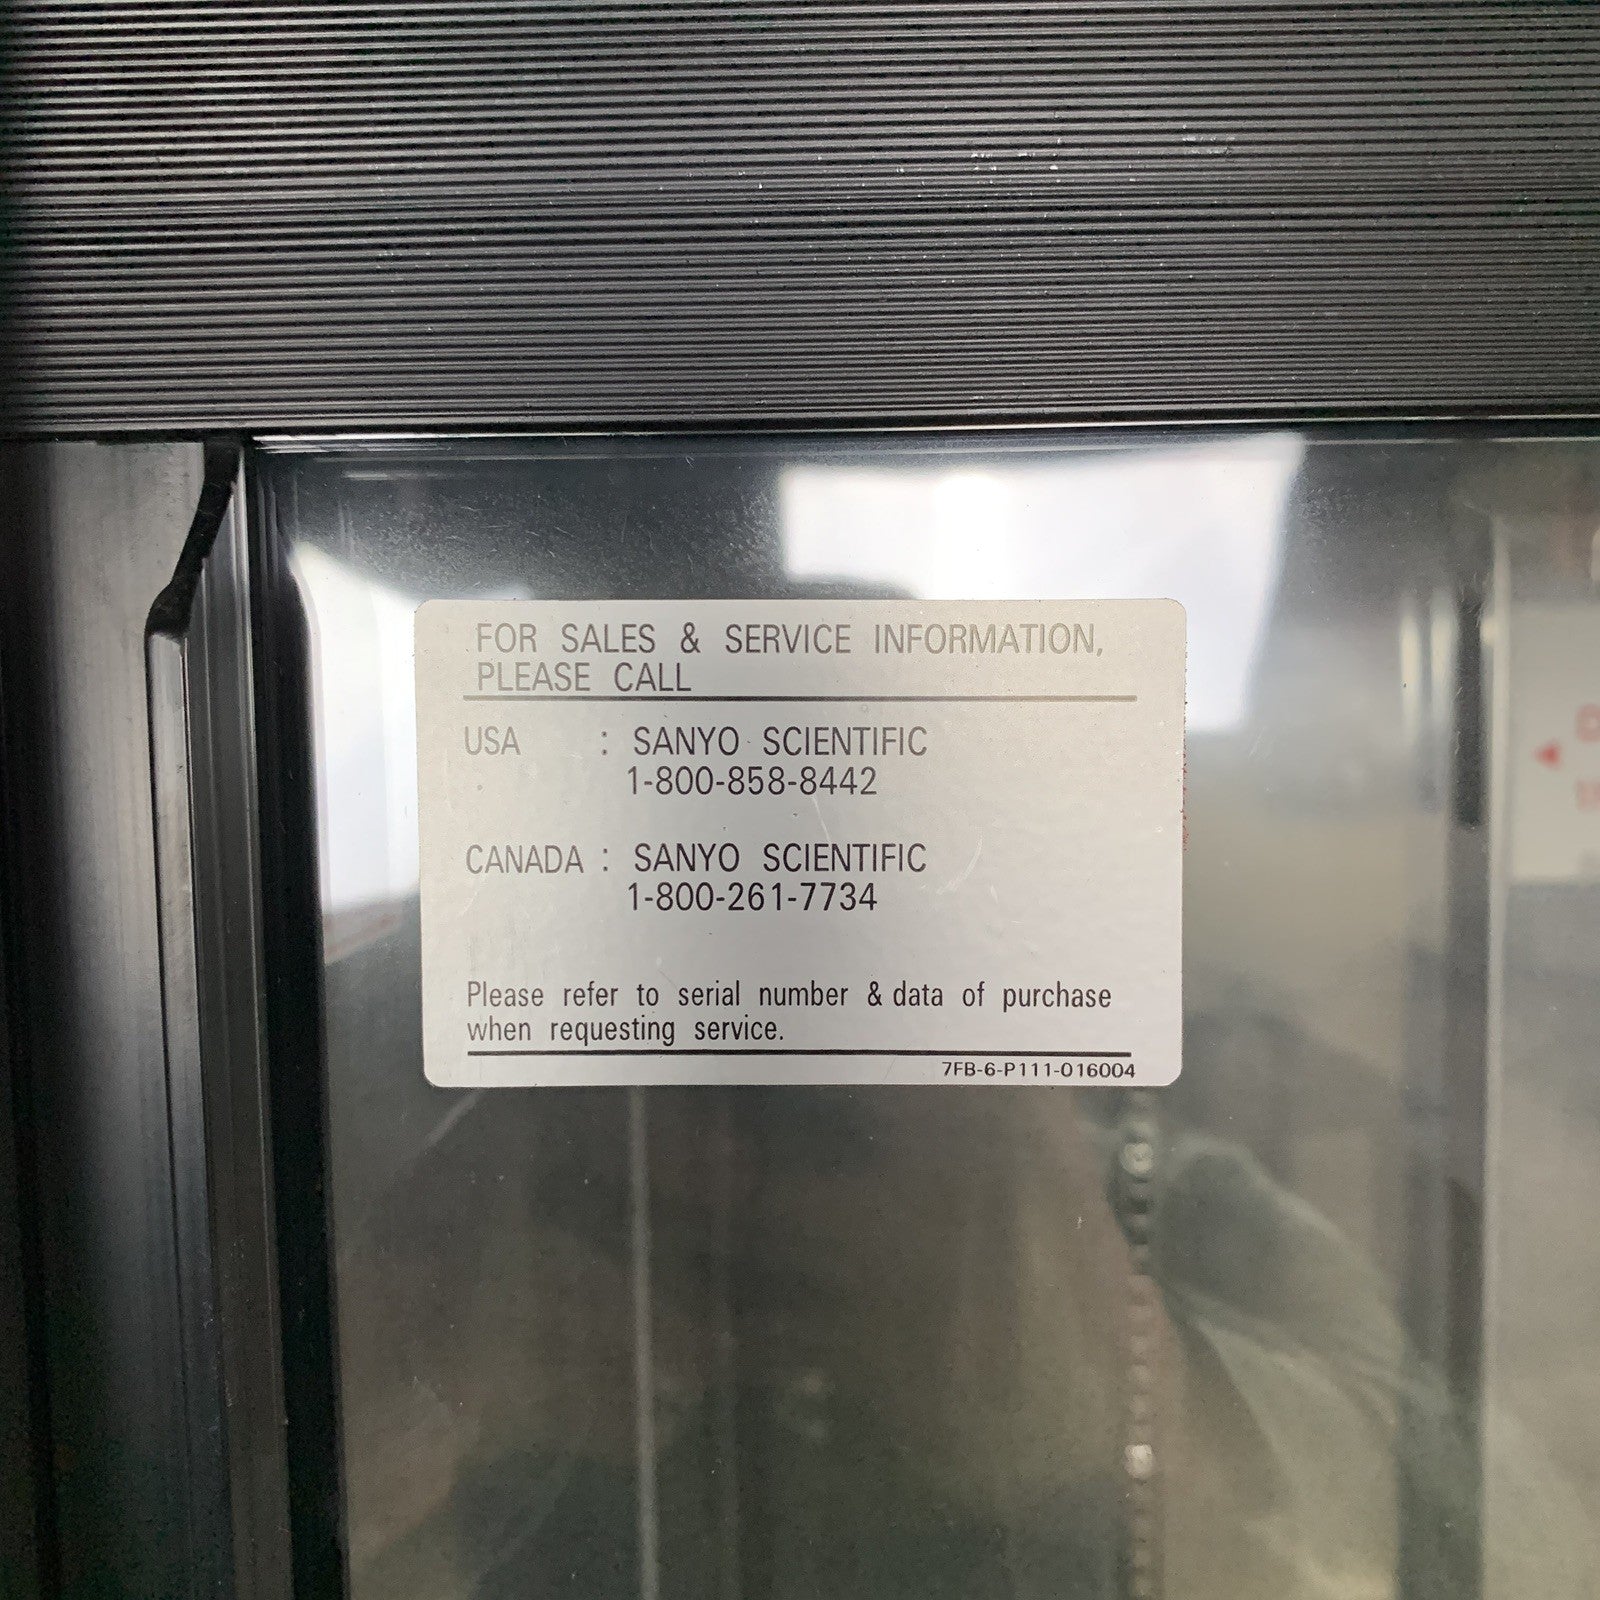 FOR SALES & SERVICE INFORMATION,
PLEASE CALL
USA : SANYO SCIENTIFIC
1-800-858-8442
CANADA : SANYO SCIENTIFIC
1-800-261-7734
Please refer to serial number & data of purchase
when requesting service.
7FB-6-P111-016004